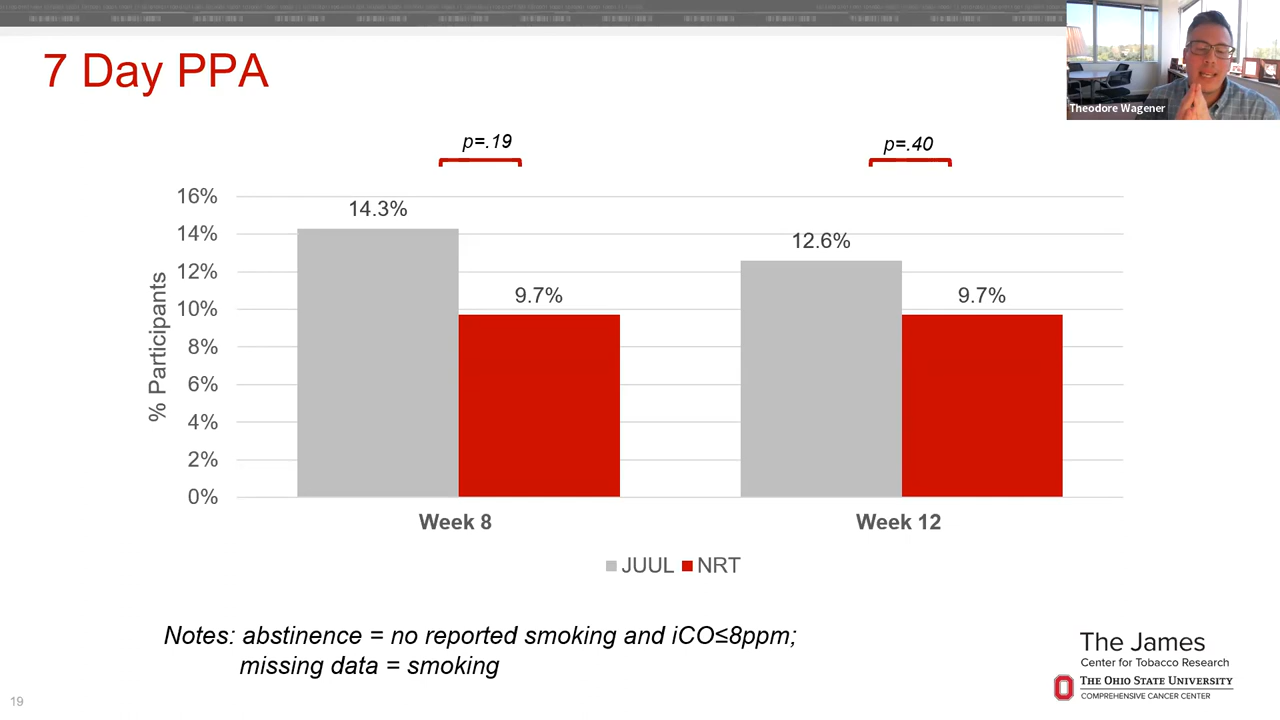 7 Day PPA
Theodore Wagener
p=.19
p=.40
16%
14%
12%
10%
8%
6%
4%
2%
0%
% Participants
14.3%
9.7%
12.6%
9.7%
Week 8
Week 12
JUUL
NRT
Notes: abstinence = no reported smoking and iCO≤8ppm;
missing data = smoking
The James
Center for Tobacco Research
THE OHIO STATE UNIVERSITY
COMPREHENSIVE CANCER CENTER
19